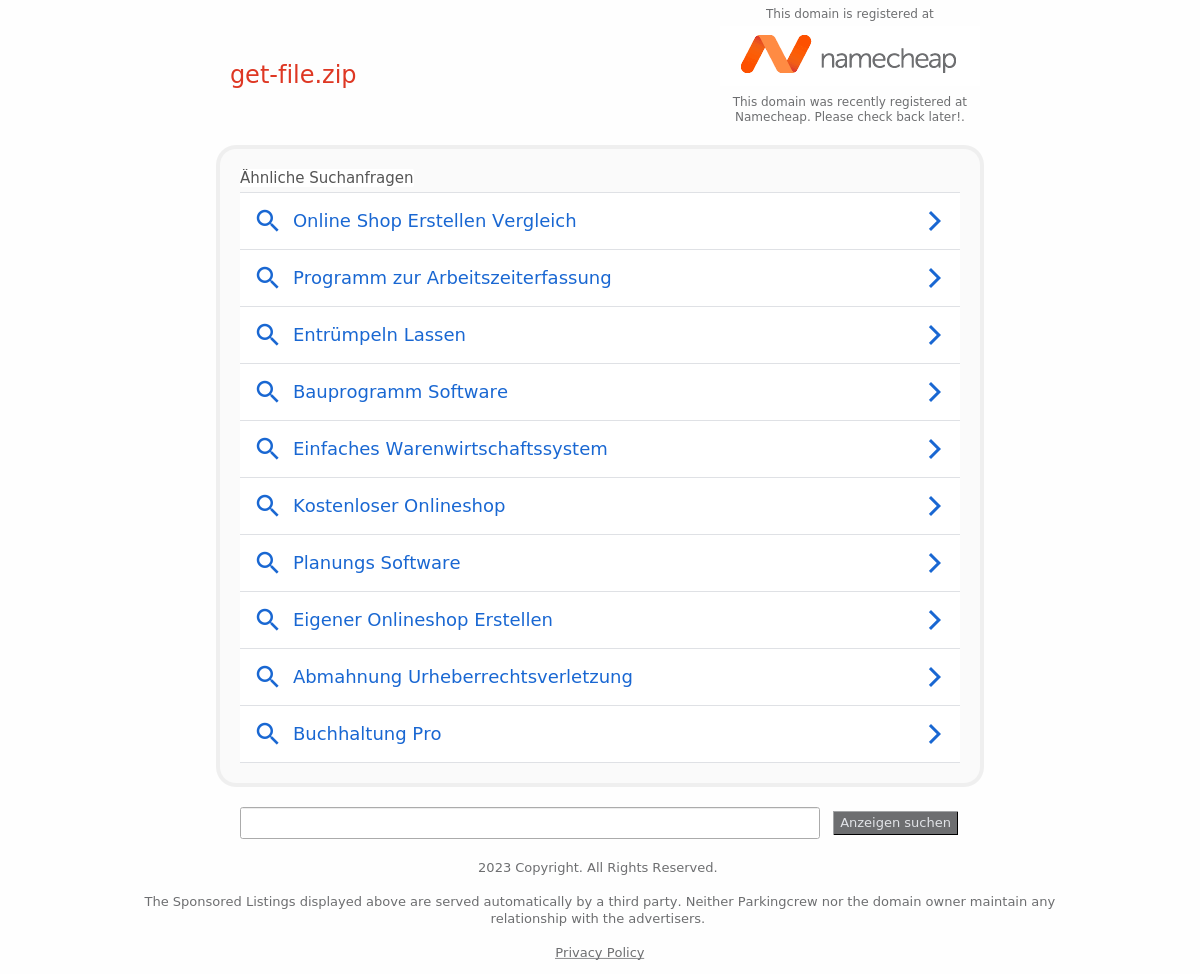 This domain is registered at
namecheap
get-file.zip
This domain was recently registered at
Namecheap. Please check back later!.
Ähnliche Suchanfragen
Online Shop Erstellen Vergleich
Programm zur Arbeitszeiterfassung
Entrümpeln Lassen
Bauprogramm Software
Einfaches Warenwirtschaftssystem
Kostenloser Onlineshop
Planungs Software
Eigener Onlineshop Erstellen
Abmahnung Urheberrechtsverletzung
Buchhaltung Pro
Anzeigen suchen
2023 Copyright. All Rights Reserved.
The Sponsored Listings displayed above are served automatically by a third party. Neither Parkingcrew nor the domain owner maintain any
relationship with the advertisers.
Privacy Policy